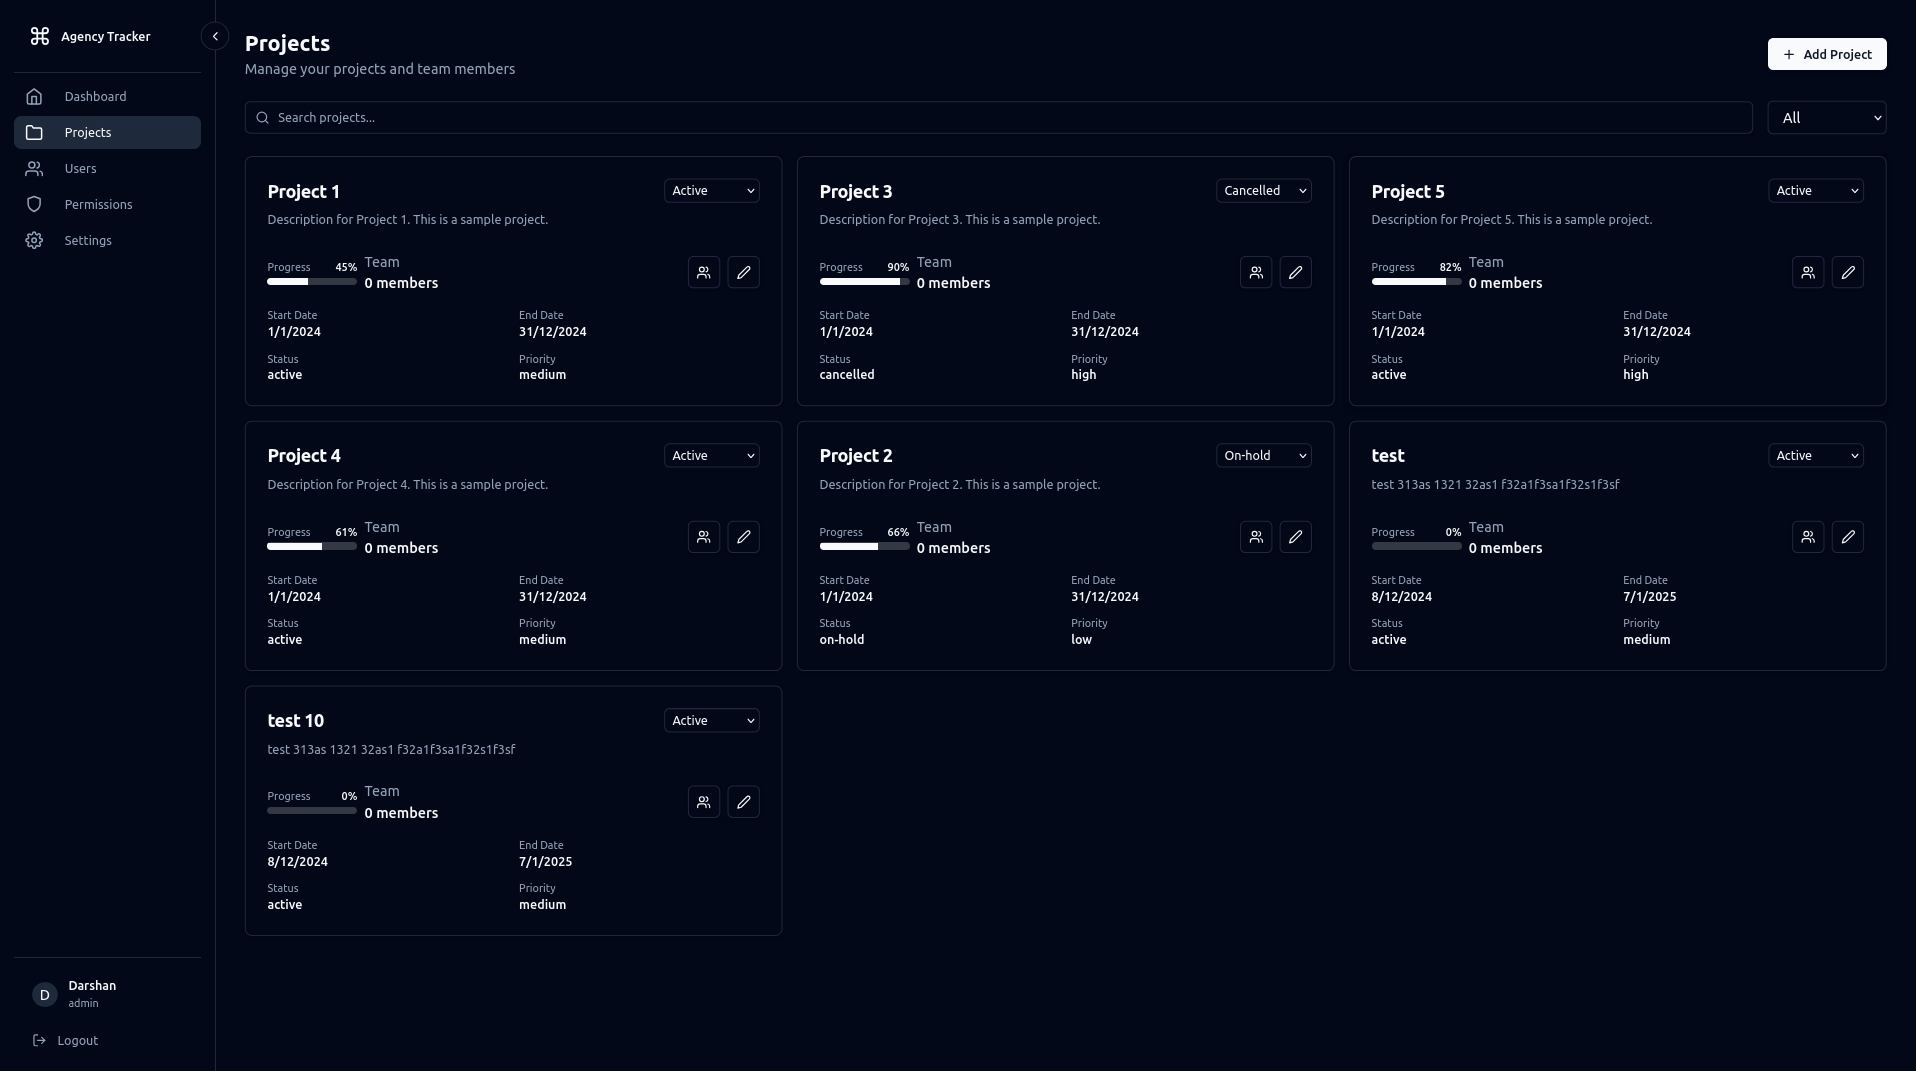 Agency Tracker
Dashboard
Projects
Users
Permissions
Settings
Darshan
D
admin
Logout
Projects
Manage your projects and team members
Add Project
Search projects...
All
Project 1
Active
Description for Project 1. This is a sample project.
Progress 45%
Team
0 members
Start Date
1/1/2024
End Date
31/12/2024
Status
active
Priority
medium
Project 3
Cancelled
Description for Project 3. This is a sample project.
Progress 90%
Team
0 members
Start Date
1/1/2024
End Date
31/12/2024
Status
cancelled
Priority
high
Project 5
Active
Description for Project 5. This is a sample project.
Progress 82%
Team
0 members
Start Date
1/1/2024
End Date
31/12/2024
Status
active
Priority
high
Project 4
Active
Description for Project 4. This is a sample project.
Progress 61%
Team
0 members
Start Date
1/1/2024
End Date
31/12/2024
Status
active
Priority
medium
Project 2
On-hold
Description for Project 2. This is a sample project.
Progress 66%
Team
0 members
Start Date
1/1/2024
End Date
31/12/2024
Status
on-hold
Priority
low
test
Active
test 313as 1321 32as1 f32a1f3sa1f32s1f3sf
Progress 0%
Team
0 members
Start Date
8/12/2024
End Date
7/1/2025
Status
active
Priority
medium
test 10
Active
test 313as 1321 32as1 f32a1f3sa1f32s1f3sf
Progress 0%
Team
0 members
Start Date
8/12/2024
End Date
7/1/2025
Status
active
Priority
medium